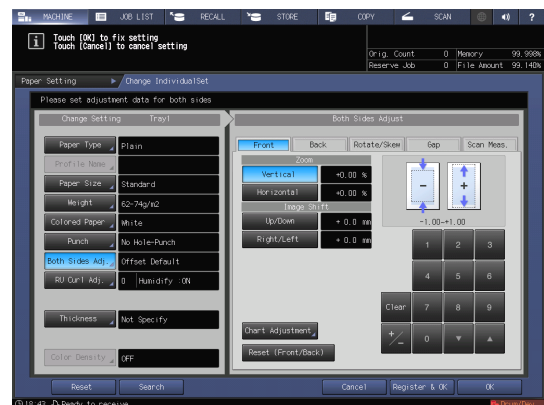 MACHINE JOB LIST RECALL STORE COPY SCAN ?
i Touch [OK] to fix setting
Touch [Cancel] to cancel setting
Orig. Count 0 Memory 99.998%
Reserve Job 0 File Amount 99.140%
Paper Setting Change IndividualSet
Please set adjustment data for both sides
Change Setting Tray1
Both Sides Adjust
Paper Type Plain
Front Back Rotate/Skew Gap Scan Meas.
Profile Name
Zoom
Vertical +0.00 %
Paper Size Standard
Horizontal +0.00 %
- +
Weight 62-74g/m2
Image Shift
Colored Paper White
Up/Down + 0.0 mm
-1.00-+1.00
Punch No Hole-Punch
Right/Left + 0.0 mm
1 2 3
Both Sides Adj. Offset Default
4 5 6
RU Curl Adj. 0 Humidify :ON
Clear 7 8 9
Thickness Not Specify
Chart Adjustment
+/- 0 ▼ ▲
Reset (Front/Back)
Color Density OFF
Reset Search Cancel Register & OK OK
18:43 Ready to receive